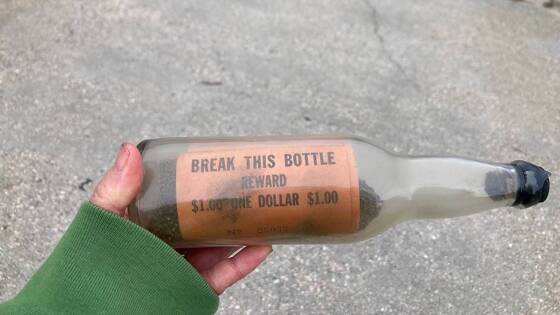 BREAK THIS BOTTLE
REWARD
$1.00 ONE DOLLAR $1.00